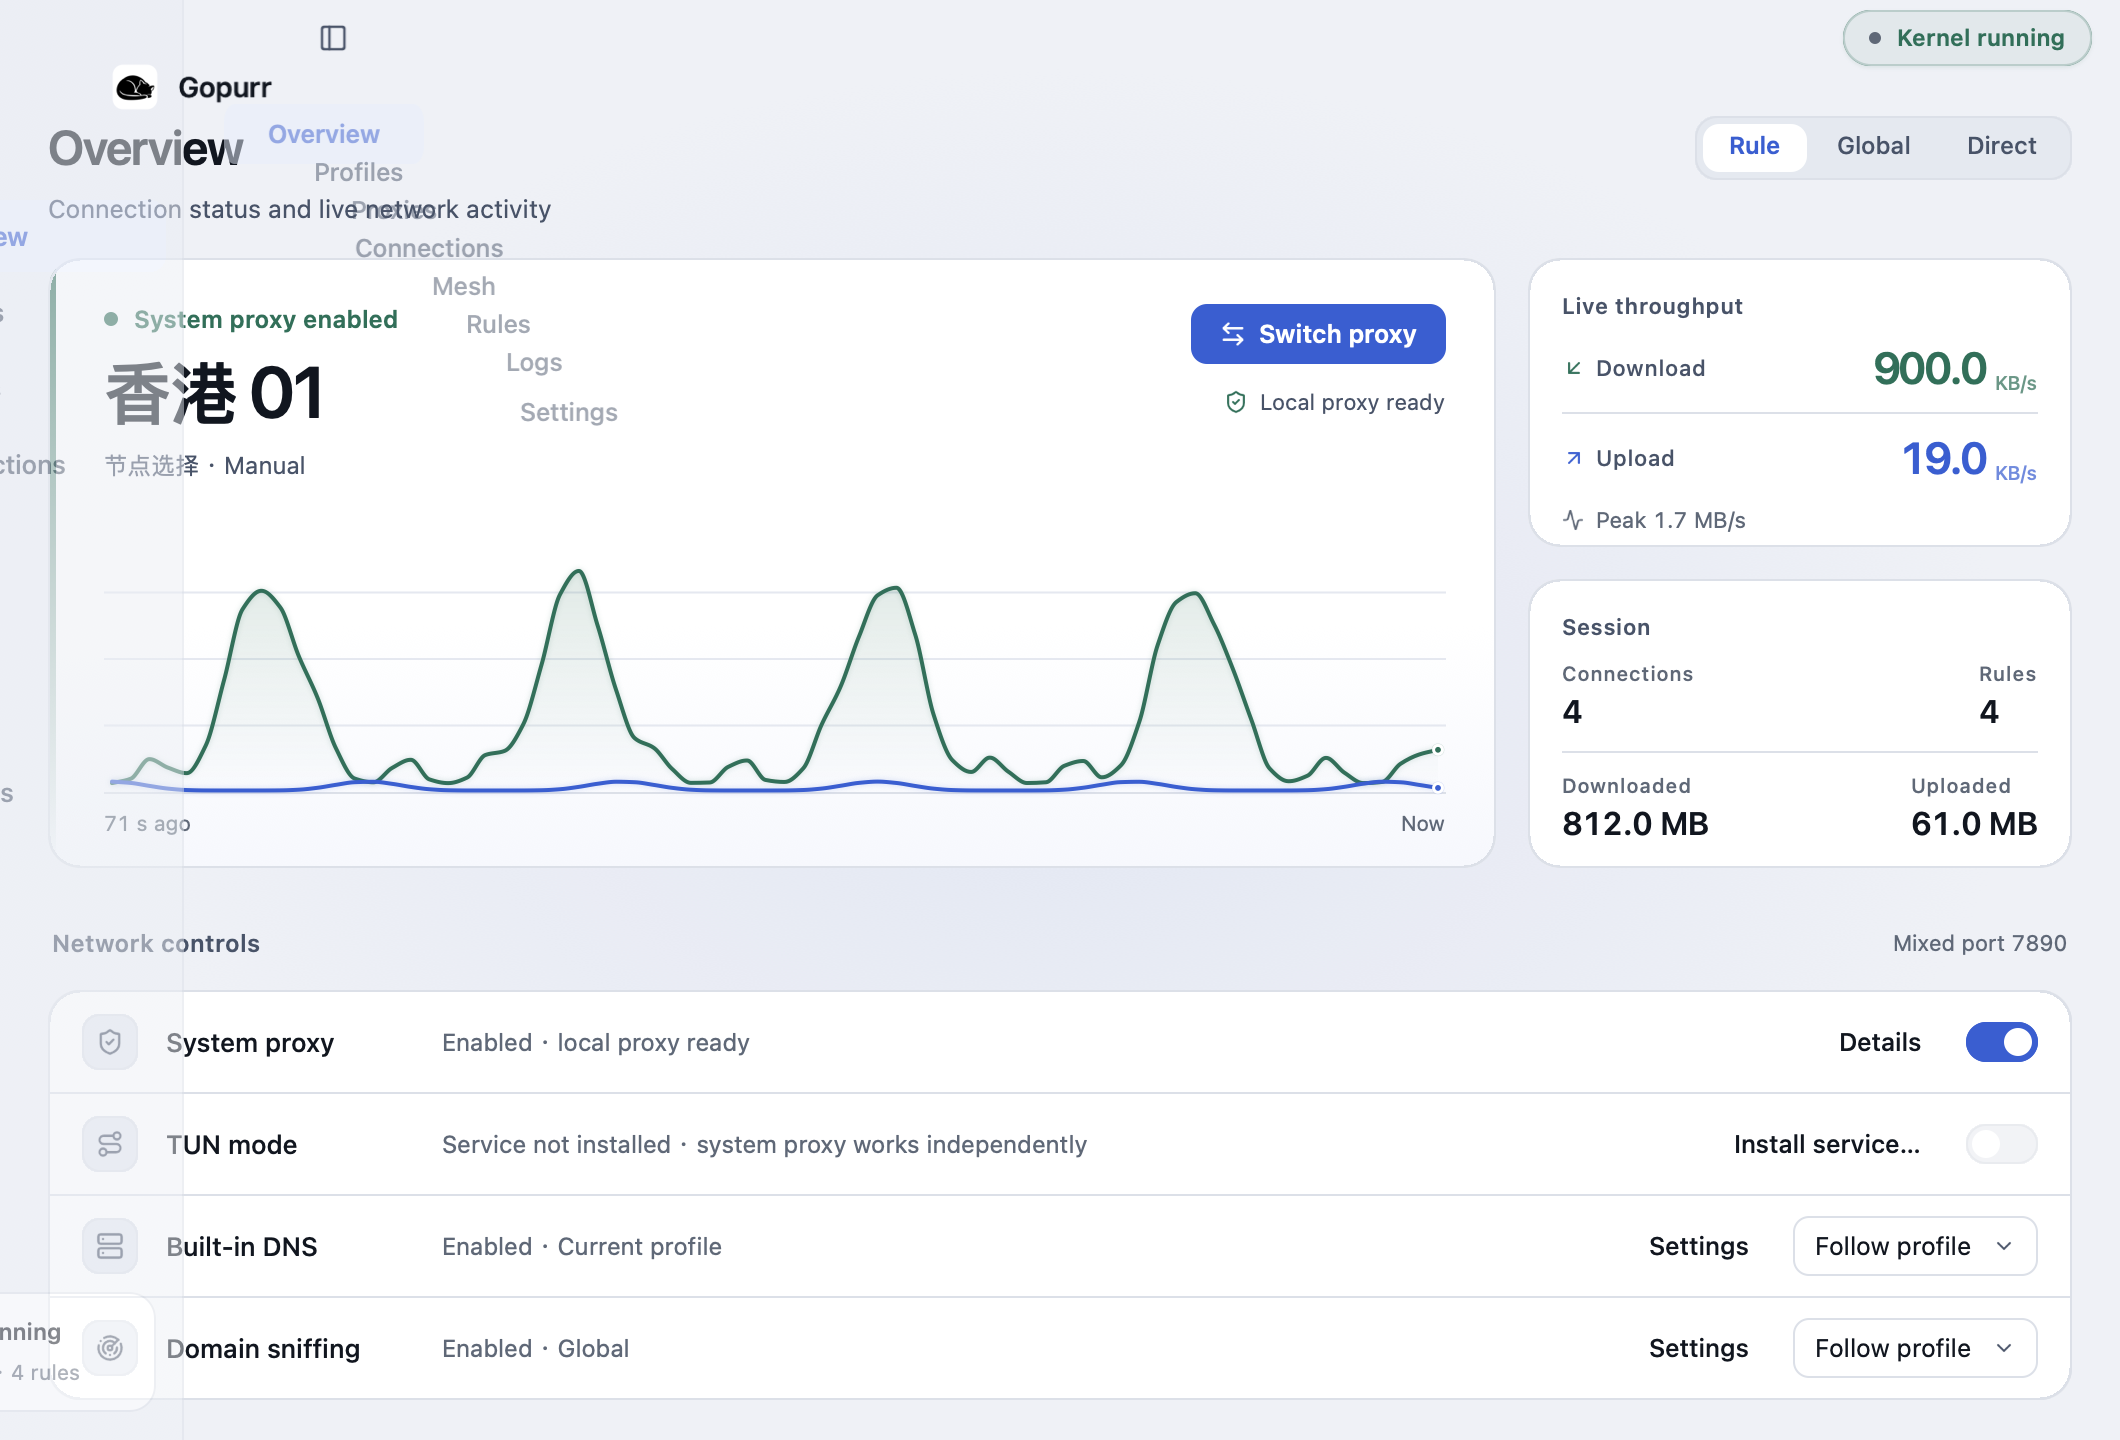 Kernel running
Gopurr
Overview
Overview
Rule Global Direct
Profiles
Connection status and live network activity
Proxies
Connections
Mesh
Rules
Logs
Settings
System proxy enabled
香港 01
节点选择 · Manual
Switch proxy
Local proxy ready
71 s ago
Now
Live throughput
Download 900.0 KB/s
Upload 19.0 KB/s
Peak 1.7 MB/s
Session
Connections Rules
4 4
Downloaded Uploaded
812.0 MB 61.0 MB
Network controls
Mixed port 7890
System proxy Enabled · local proxy ready Details
TUN mode Service not installed · system proxy works independently Install service...
Built-in DNS Enabled · Current profile Settings Follow profile
Domain sniffing Enabled · Global Settings Follow profile
· 4 rules